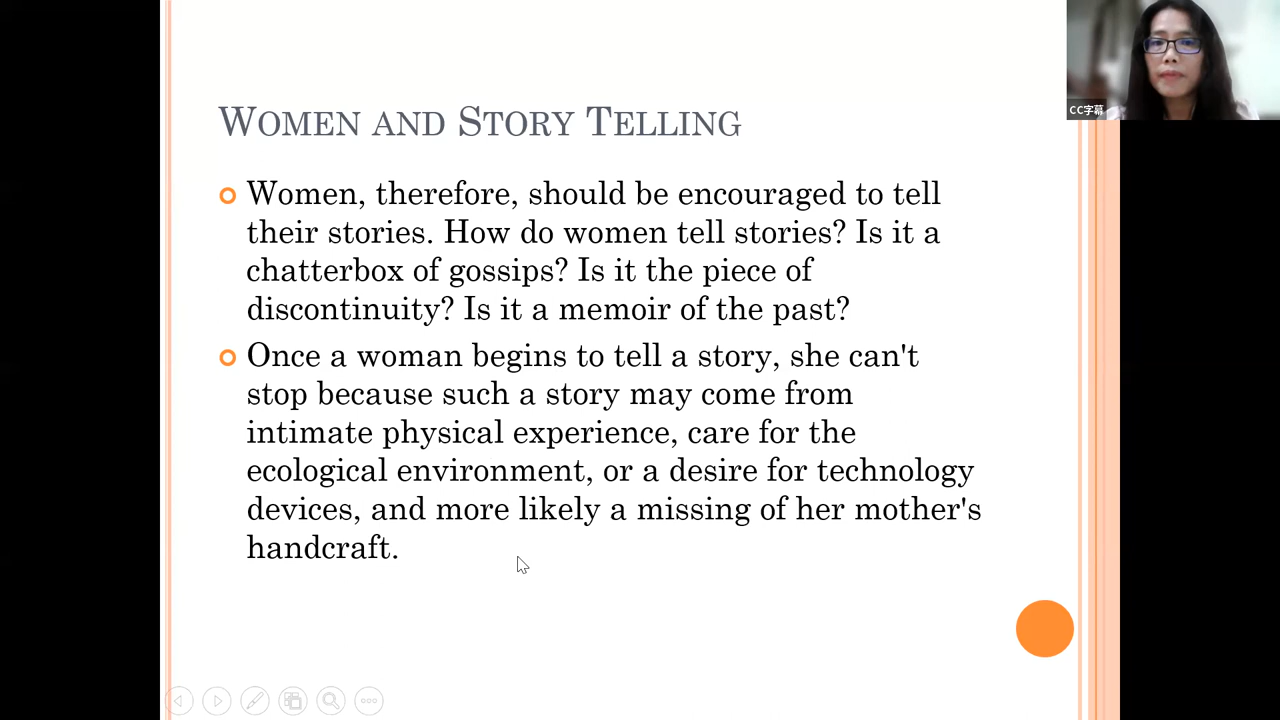 WOMEN AND STORY TELLING
Women, therefore, should be encouraged to tell
their stories. How do women tell stories? Is it a
chatterbox of gossips? Is it the piece of
discontinuity? Is it a memoir of the past?
Once a woman begins to tell a story, she can't
stop because such a story may come from
intimate physical experience, care for the
ecological environment, or a desire for technology
devices, and more likely a missing of her mother's
handcraft.
CC字幕